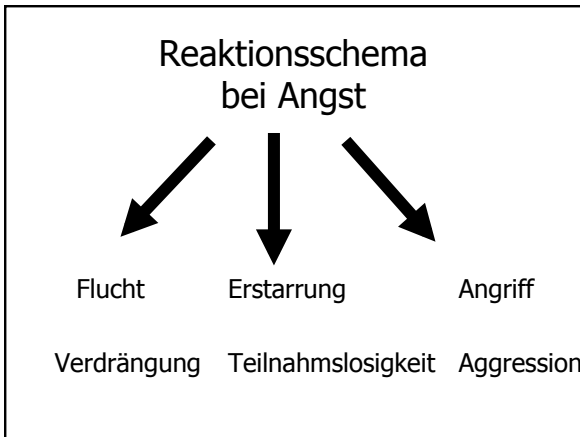 Reaktionsschema
bei Angst
Flucht Erstarrung Angriff
Verdrängung Teilnahmslosigkeit Aggression